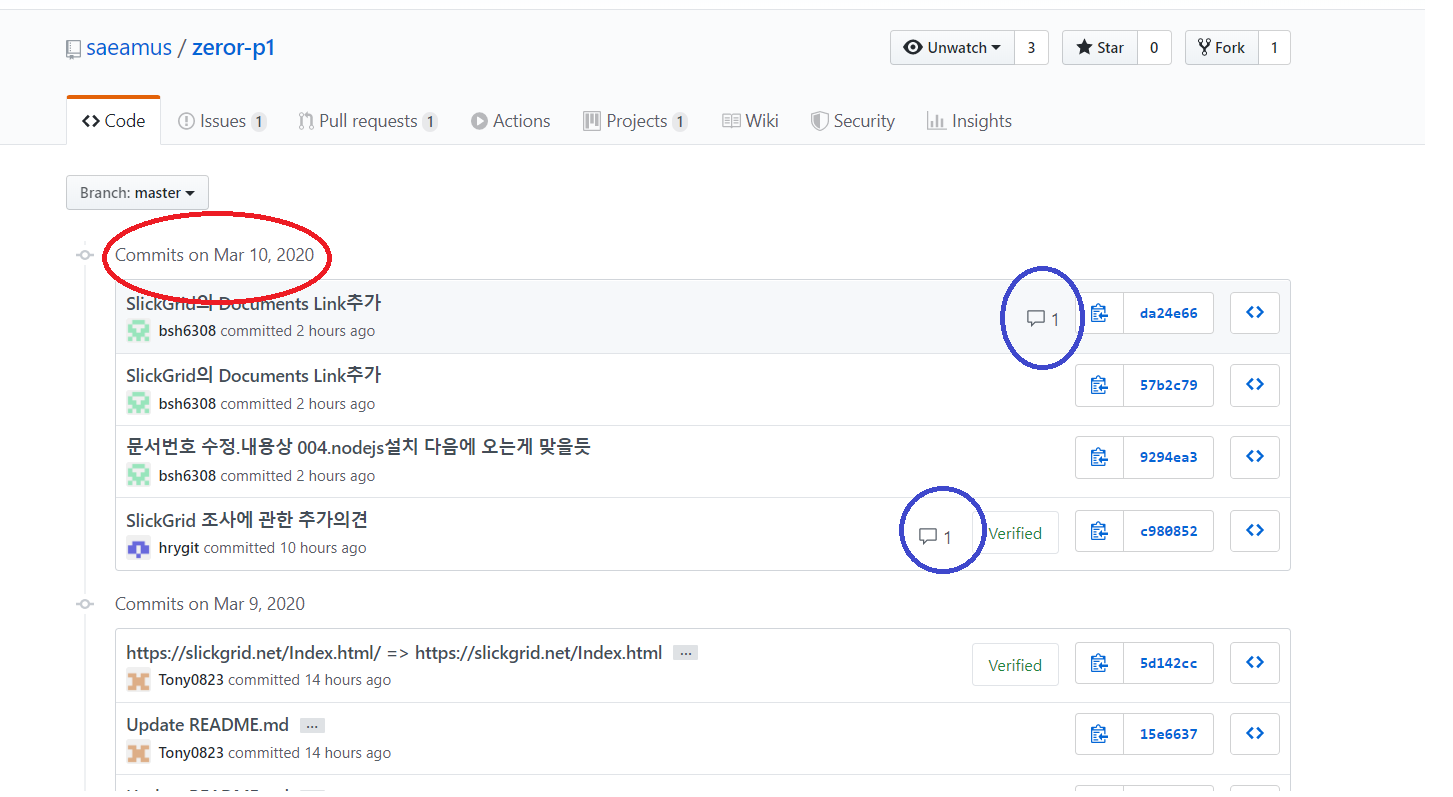 saeamus / zeror-p1
Unwatch 3 Star 0 Fork 1
Code Issues 1 Pull requests 1 Actions Projects 1 Wiki Security Insights
Branch: master
Commits on Mar 10, 2020
SlickGrid의 Documents Link추가
1 da24e66
bsh6308 committed 2 hours ago
SlickGrid의 Documents Link추가
57b2c79
bsh6308 committed 2 hours ago
문서번호 수정.내용상 004.nodejs설치 다음에 오는게 맞을듯
9294ea3
bsh6308 committed 2 hours ago
SlickGrid 조사에 관한 추가의견
1 Verified c980852
hrygit committed 10 hours ago
Commits on Mar 9, 2020
https://slickgrid.net/Index.html/ => https://slickgrid.net/Index.html ...
Verified 5d142cc
Tony0823 committed 14 hours ago
Update README.md ...
15e6637
Tony0823 committed 14 hours ago